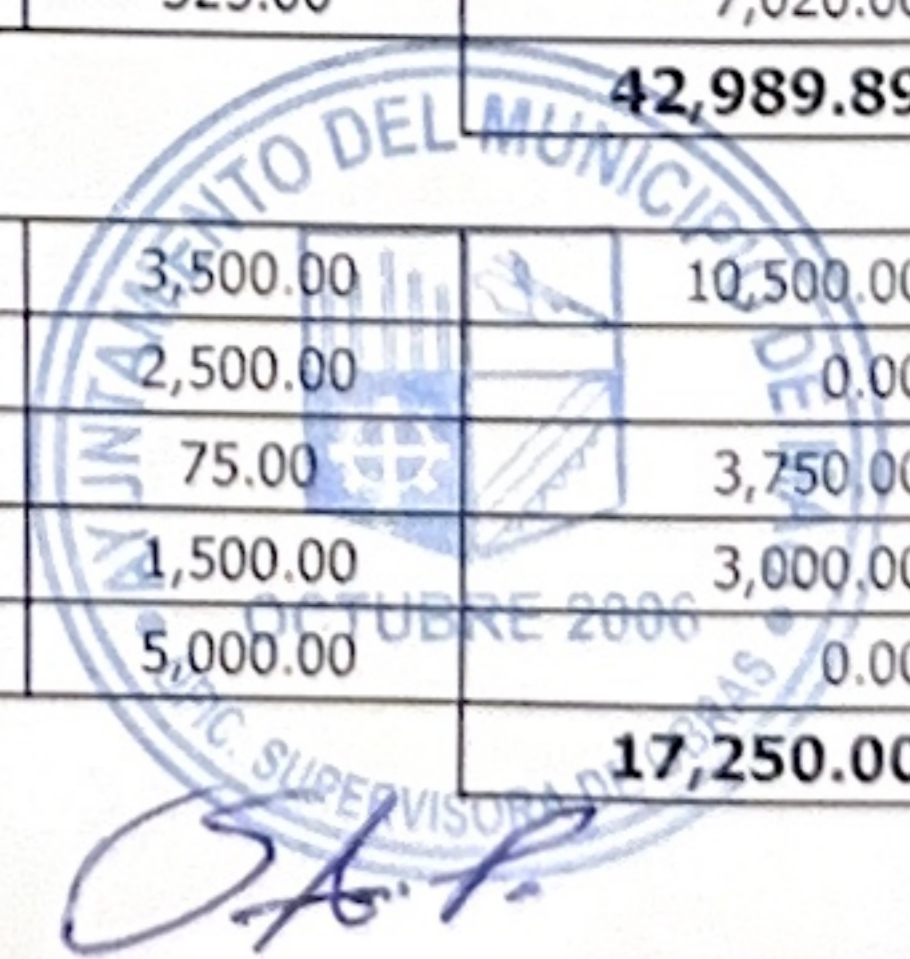 42,989.89
3,500.00 10,500.00
2,500.00 0.00
75.00 3,750.00
1,500.00 3,000.00
5,000.00 0.00
17,250.00
AYUNTAMIENTO DEL MUNICIPIO DE
OCTUBRE 2006
OFIC. SUPERVISORA DE OBRAS